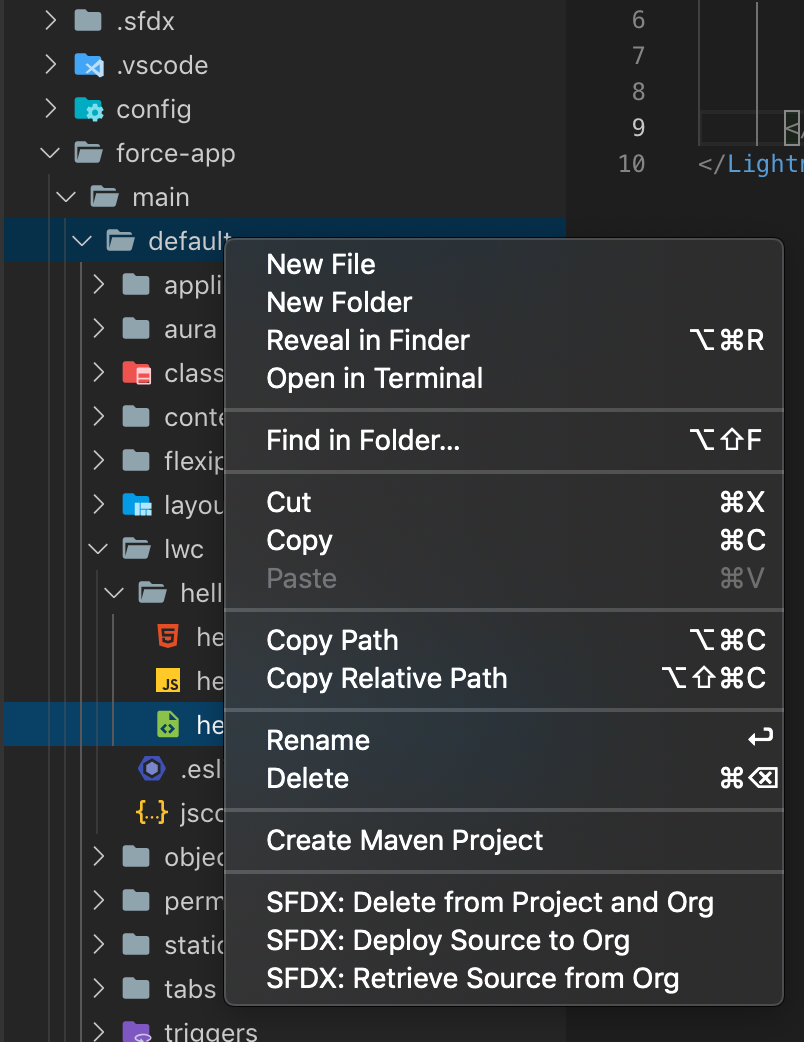 .sfdx
.vscode
config
force-app
main
default
appli
aura
class
conte
flexip
layou
lwc
hell
he
JS he
he
.esl
{...} jsco
objec
perm
static
tabs
triggers
New File
New Folder
Reveal in Finder ⌥⌘R
Open in Terminal
Find in Folder... ⌥⇧F
Cut ⌘X
Copy ⌘C
Paste ⌘V
Copy Path ⌥⌘C
Copy Relative Path ⌥⇧⌘C
Rename ↩
Delete ⌘⌫
Create Maven Project
SFDX: Delete from Project and Org
SFDX: Deploy Source to Org
SFDX: Retrieve Source from Org
6
7
8
9 </
10 </Lightn